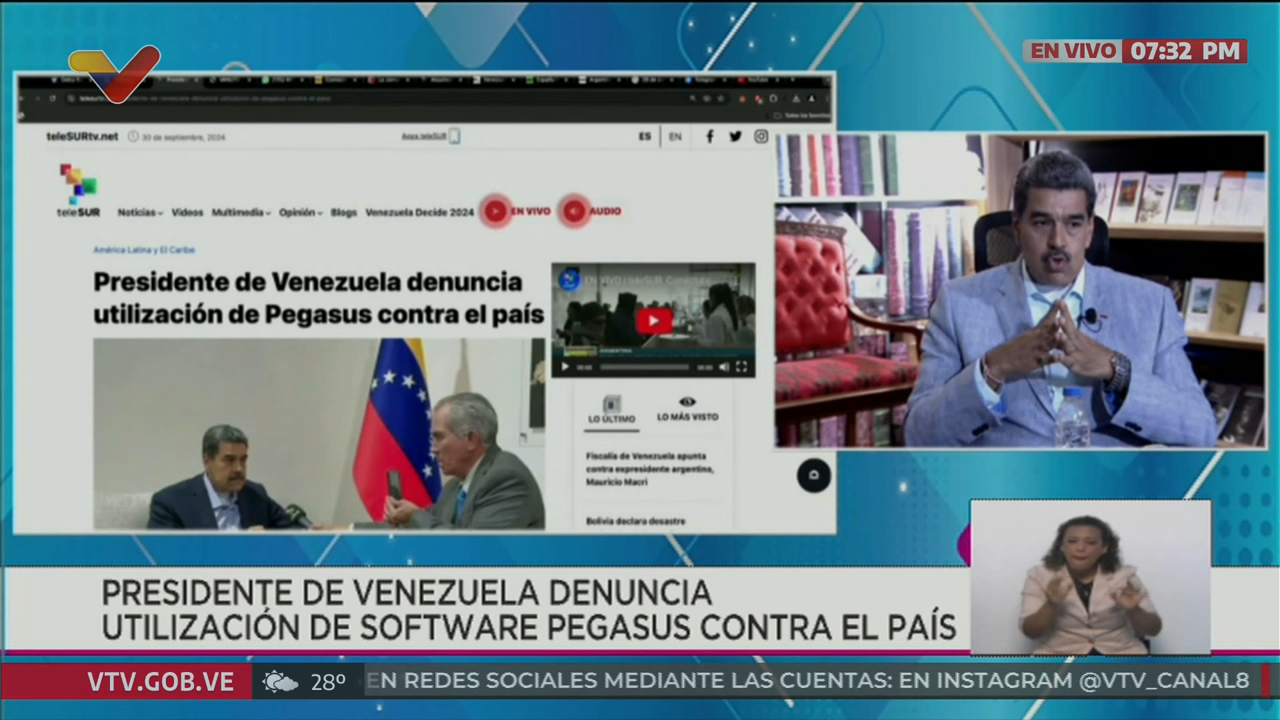 EN VIVO 07:32 PM
teleSURtv.net 30 de septiembre, 2024 Apps teleSUR ES EN
teleSUR Noticias Videos Multimedia Opinión Blogs Venezuela Decide 2024 EN VIVO AUDIO
América Latina y El Caribe
Presidente de Venezuela denuncia
utilización de Pegasus contra el país
LO ÚLTIMO LO MÁS VISTO
Fiscalía de Venezuela apunta
contra expresidente argentino,
Mauricio Macri
Bolivia declara desastre
PRESIDENTE DE VENEZUELA DENUNCIA
UTILIZACIÓN DE SOFTWARE PEGASUS CONTRA EL PAÍS
VTV.GOB.VE 28º EN REDES SOCIALES MEDIANTE LAS CUENTAS: EN INSTAGRAM @VTV_CANAL8